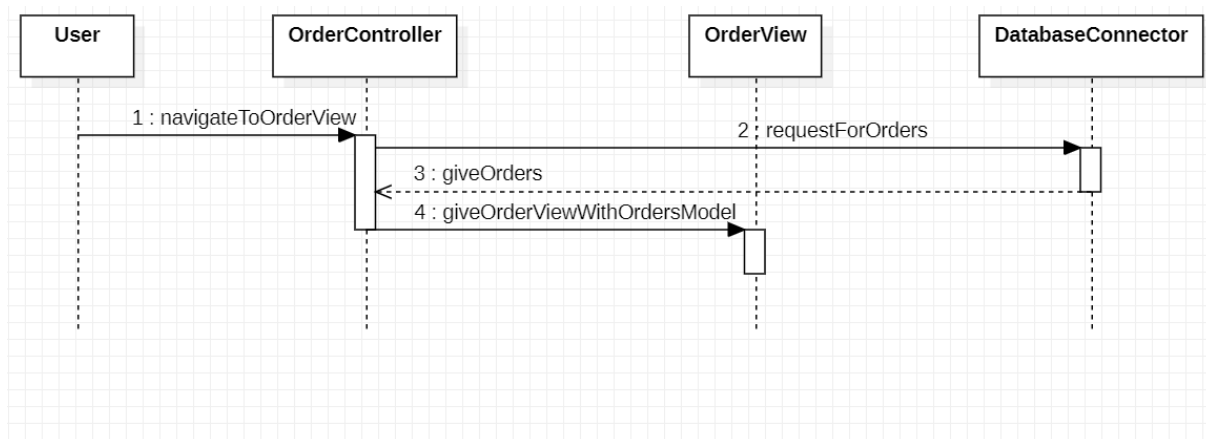 User
OrderController
OrderView
DatabaseConnector
1 : navigateToOrderView
2 : requestForOrders
3 : giveOrders
4 : giveOrderViewWithOrdersModel